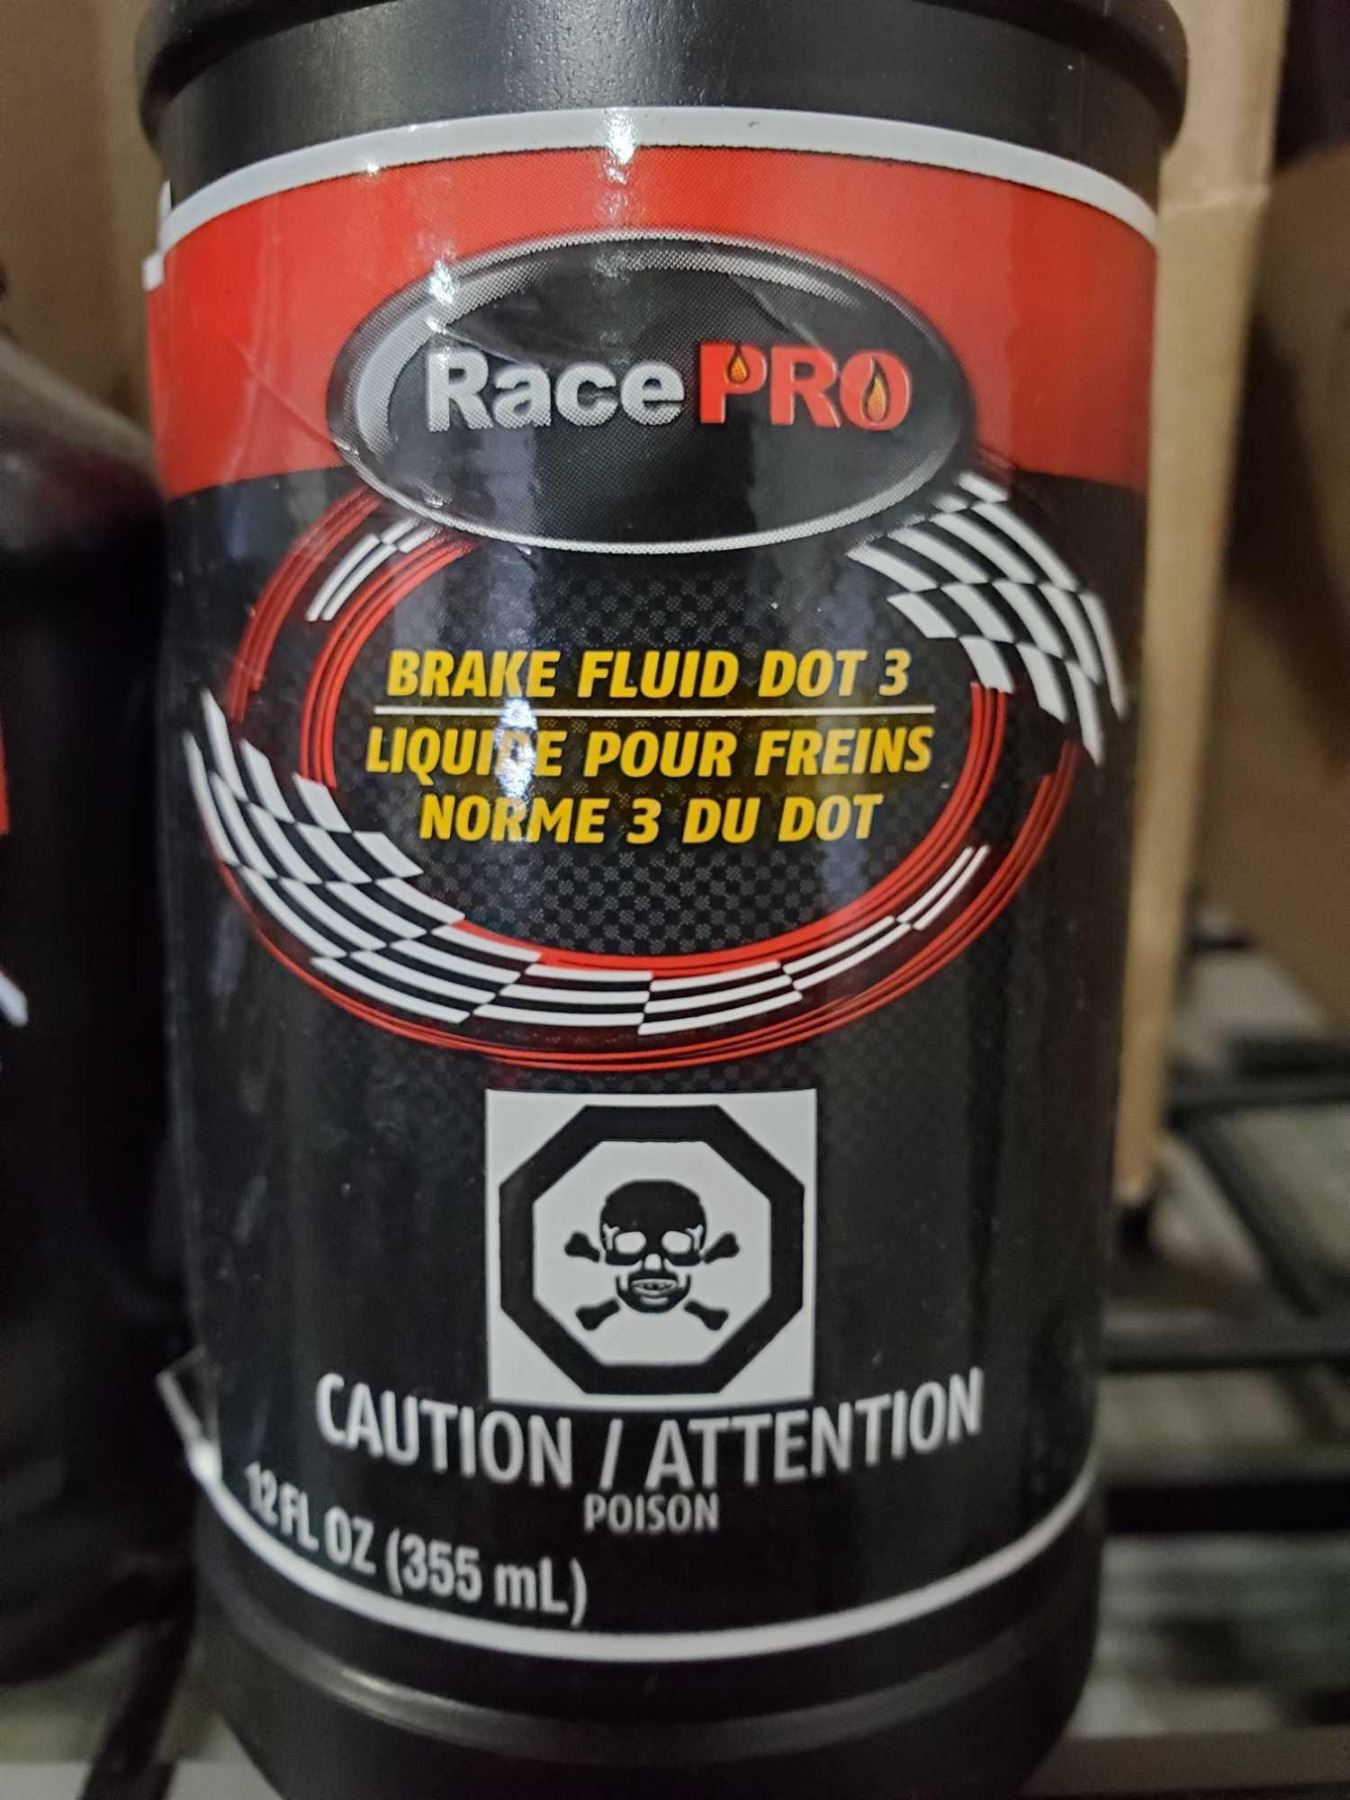 RacePRO
BRAKE FLUID DOT 3
LIQUIDE POUR FREINS
NORME 3 DU DOT
CAUTION / ATTENTION
POISON
12 FL OZ (355 mL)